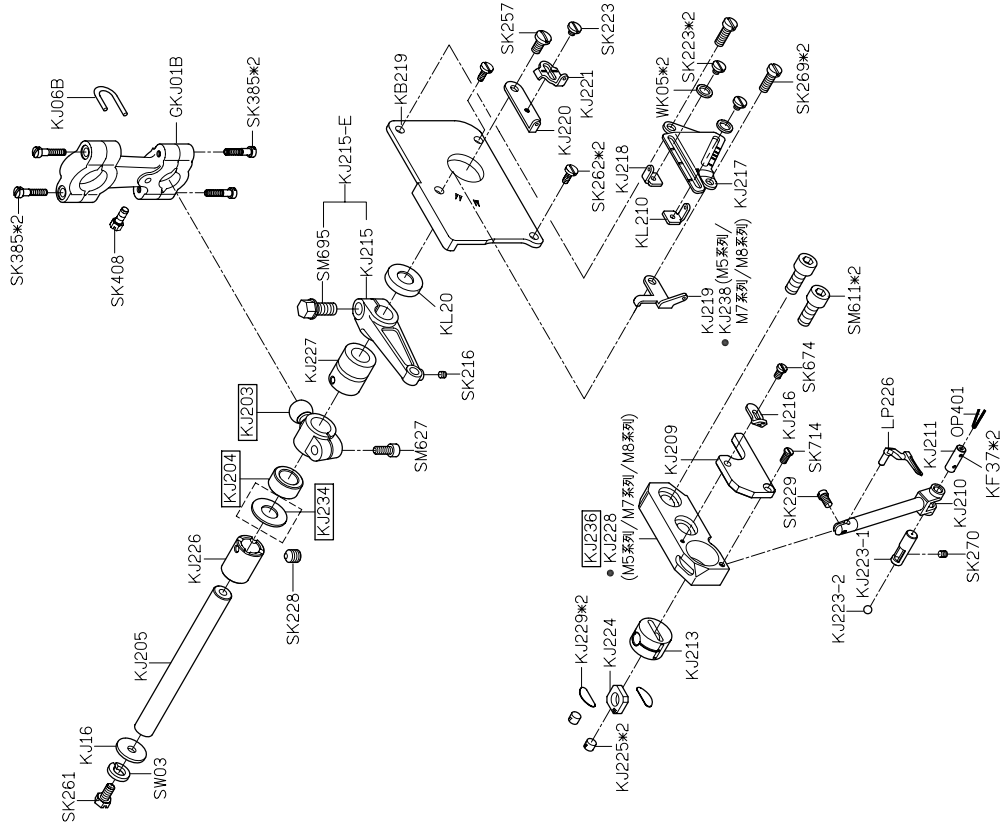 KJ06B
GKJ01B
SK385*2
SK385*2
SK408
KJ215-E
SM695
KJ215
KB219
SK257
SK223
KJ221
KJ220
SK262*2
WK05*2
SK223*2
SK269*2
KJ218
KL210
KJ217
KJ219
● KJ238 (M5系列/
M7系列/M8系列)
KL20
KJ227
SK216
KJ203
SM627
KJ204
KJ234
KJ226
SK228
KJ205
KJ16
SW03
SK261
SM611*2
SK674
KJ216
KJ209
SK714
KJ236
● KJ228
(M5系列/M7系列/M8系列)
SK229
LP226
OP401
KJ211
KF37*2
KJ210
KJ223-1
SK270
KJ223-2
KJ229*2
KJ224
KJ213
KJ225*2